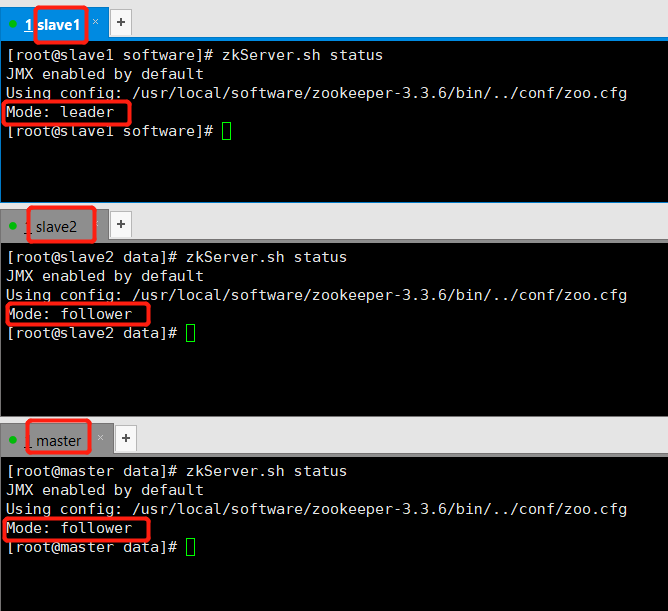 1 slave1 × +
[root@slave1 software]# zkServer.sh status
JMX enabled by default
Using config: /usr/local/software/zookeeper-3.3.6/bin/../conf/zoo.cfg
Mode: leader
[root@slave1 software]#
1 slave2 +
[root@slave2 data]# zkServer.sh status
JMX enabled by default
Using config: /usr/local/software/zookeeper-3.3.6/bin/../conf/zoo.cfg
Mode: follower
[root@slave2 data]#
1 master × +
[root@master data]# zkServer.sh status
JMX enabled by default
Using config: /usr/local/software/zookeeper-3.3.6/bin/../conf/zoo.cfg
Mode: follower
[root@master data]#